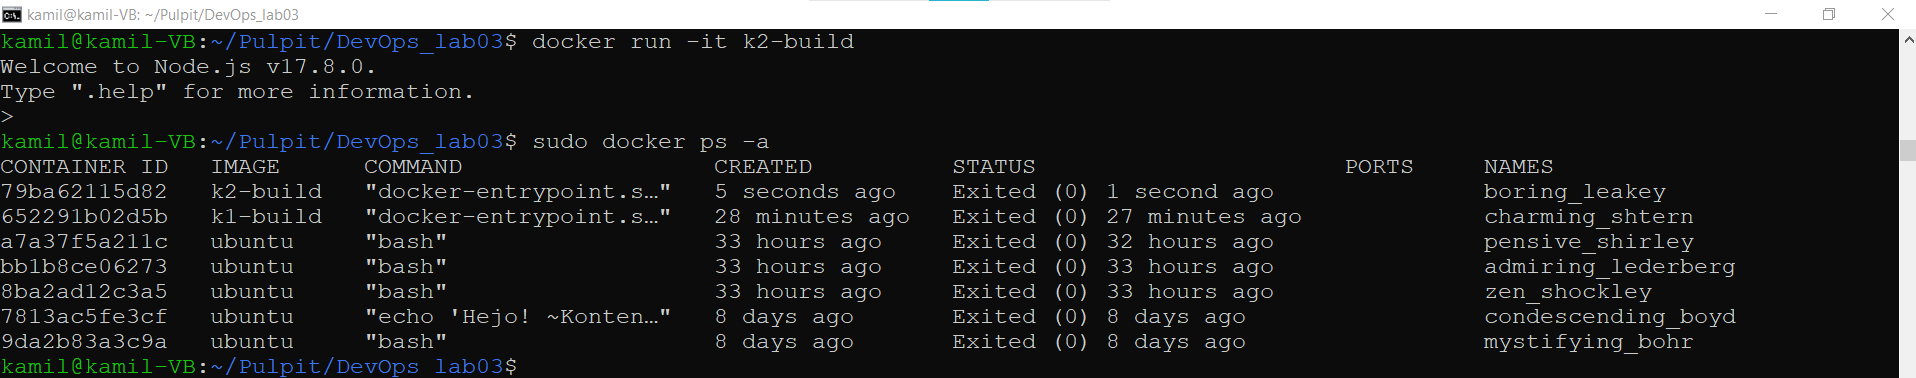 kamil@kamil-VB: ~/Pulpit/DevOps_lab03
kamil@kamil-VB:~/Pulpit/DevOps_lab03$ docker run -it k2-build
Welcome to Node.js v17.8.0.
Type ".help" for more information.
>
kamil@kamil-VB:~/Pulpit/DevOps_lab03$ sudo docker ps -a
CONTAINER ID   IMAGE      COMMAND                  CREATED          STATUS                      PORTS     NAMES
79ba62115d82   k2-build   "docker-entrypoint.s…"   5 seconds ago    Exited (0) 1 second ago               boring_leakey
652291b02d5b   k1-build   "docker-entrypoint.s…"   28 minutes ago   Exited (0) 27 minutes ago             charming_shtern
a7a37f5a211c   ubuntu     "bash"                   33 hours ago     Exited (0) 32 hours ago               pensive_shirley
bb1b8ce06273   ubuntu     "bash"                   33 hours ago     Exited (0) 33 hours ago               admiring_lederberg
8ba2ad12c3a5   ubuntu     "bash"                   33 hours ago     Exited (0) 33 hours ago               zen_shockley
7813ac5fe3cf   ubuntu     "echo 'Hejo! ~Konten…"   8 days ago       Exited (0) 8 days ago                 condescending_boyd
9da2b83a3c9a   ubuntu     "bash"                   8 days ago       Exited (0) 8 days ago                 mystifying_bohr
kamil@kamil-VB:~/Pulpit/DevOps_lab03$